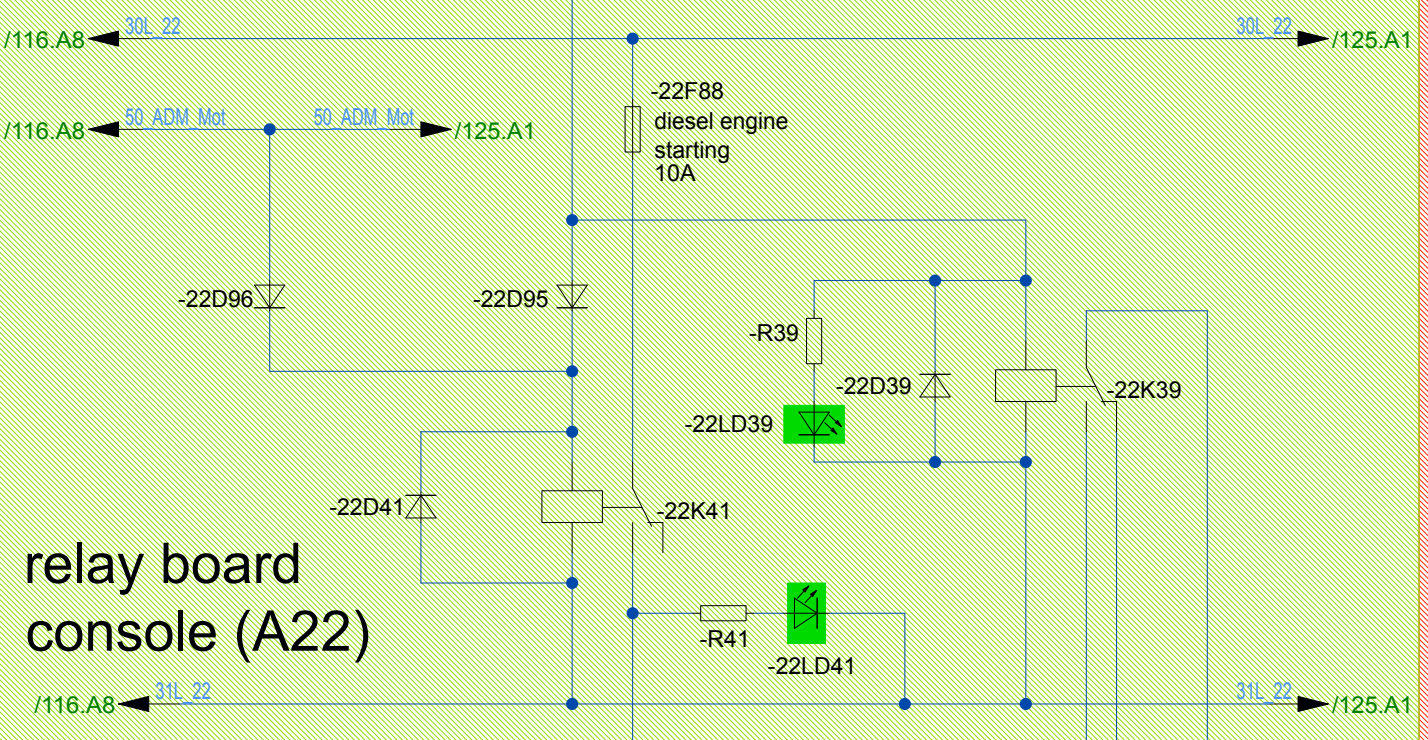 30L_22
30L_22
/116.A8
/125.A1
-22F88
50_ADM_Mot
50_ADM_Mot
diesel engine
/116.A8
/125.A1
starting
10A
-22D96
-22D95
-R39
-22D39
-22K39
-22LD39
-22D41
-22K41
relay board
console (A22)
-R41
-22LD41
31L_22
31L_22
/116.A8
/125.A1